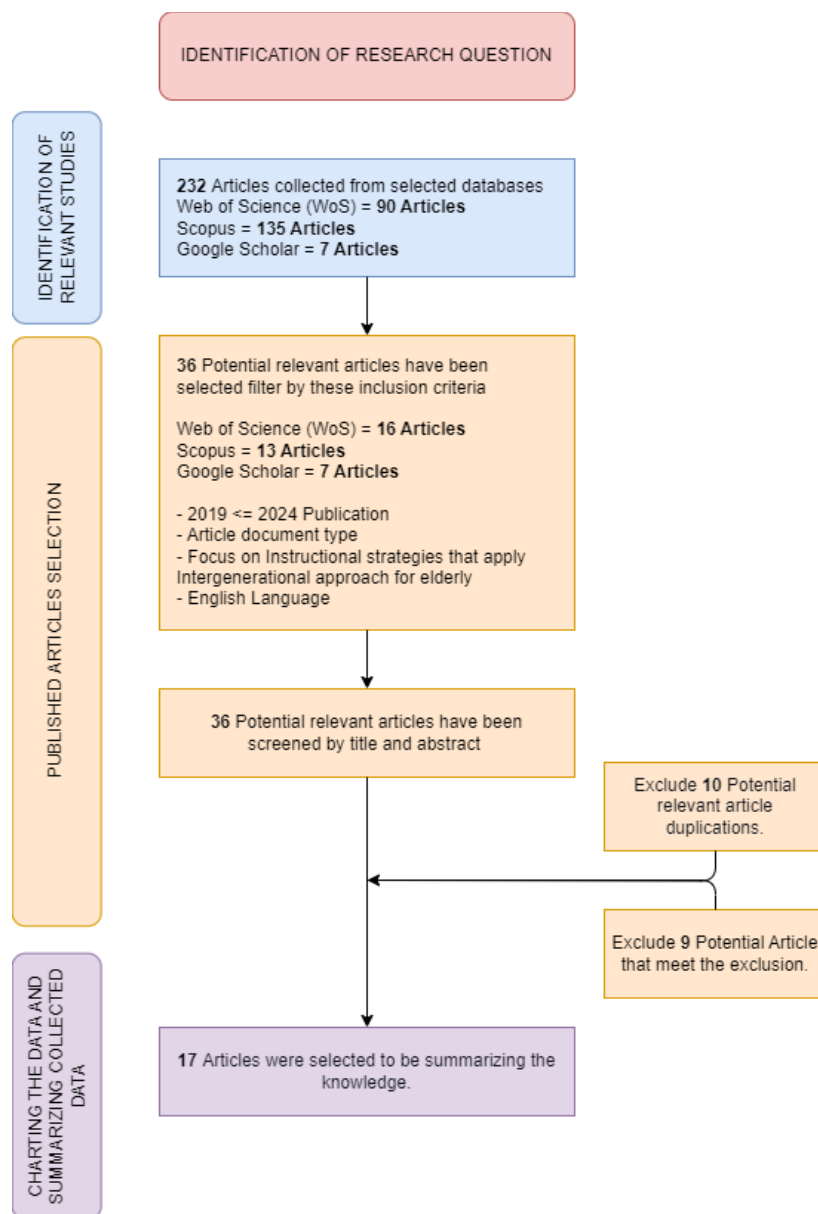 IDENTIFICATION OF RESEARCH QUESTION
IDENTIFICATION OF
RELEVANT STUDIES
232 Articles collected from selected databases
Web of Science (WoS) = 90 Articles
Scopus = 135 Articles
Google Scholar = 7 Articles
PUBLISHED ARTICLES SELECTION
36 Potential relevant articles have been
selected filter by these inclusion criteria
Web of Science (WoS) = 16 Articles
Scopus = 13 Articles
Google Scholar = 7 Articles
- 2019 <= 2024 Publication
- Article document type
- Focus on Instructional strategies that apply
Intergenerational approach for elderly
- English Language
36 Potential relevant articles have been
screened by title and abstract
Exclude 10 Potential
relevant article
duplications.
Exclude 9 Potential Article
that meet the exclusion.
CHARTING THE DATA AND
SUMMARIZING COLLECTED
DATA
17 Articles were selected to be summarizing the
knowledge.